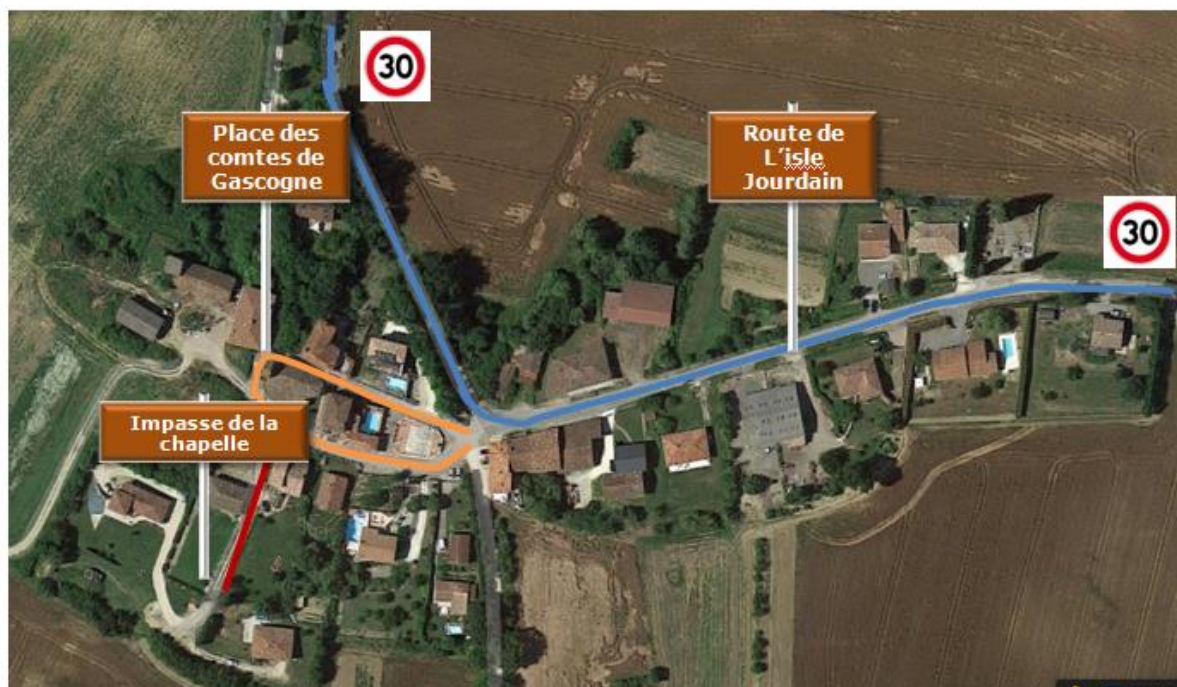 30
Place des
comtes de
Gascogne
Route de
L'isle
Jourdain
30
Impasse de la
chapelle